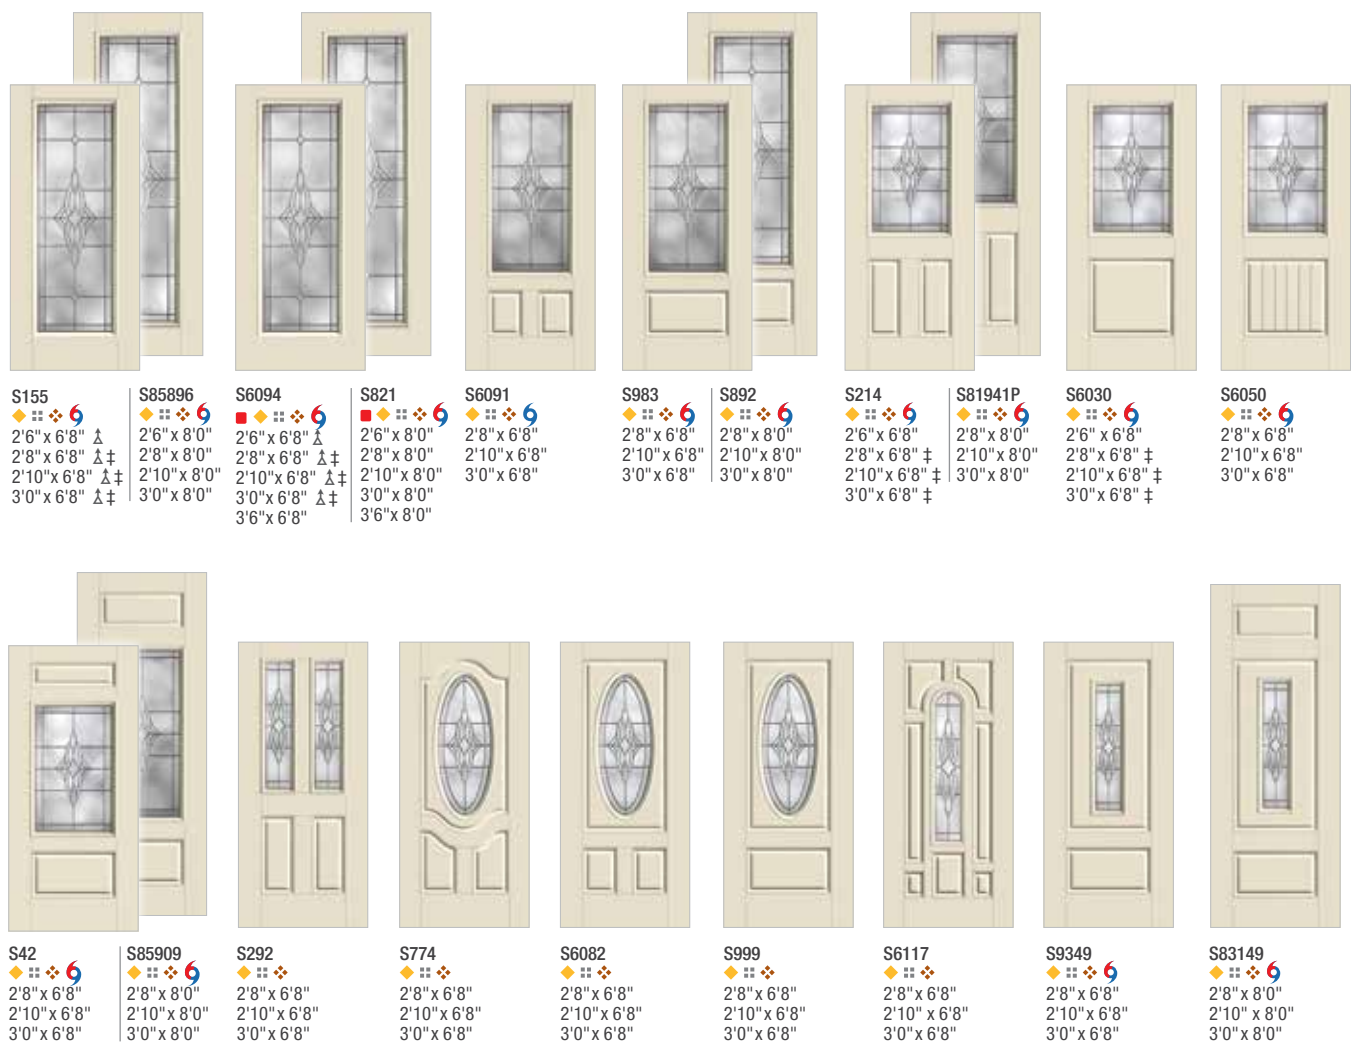 S155
2'6" x 6'8"
2'8" x 6'8" ‡
2'10" x 6'8" ‡
3'0" x 6'8" ‡
S85896
2'6" x 8'0"
2'8" x 8'0"
2'10" x 8'0"
3'0" x 8'0"
S6094
2'6" x 6'8"
2'8" x 6'8" ‡
2'10" x 6'8" ‡
3'0" x 6'8" ‡
3'6" x 6'8"
S821
2'6" x 8'0"
2'8" x 8'0"
2'10" x 8'0"
3'0" x 8'0"
3'6" x 8'0"
S6091
2'8" x 6'8"
2'10" x 6'8"
3'0" x 6'8"
S983
2'8" x 6'8"
2'10" x 6'8"
3'0" x 6'8"
S892
2'8" x 8'0"
2'10" x 8'0"
3'0" x 8'0"
S214
2'6" x 6'8"
2'8" x 6'8" ‡
2'10" x 6'8" ‡
3'0" x 6'8" ‡
S81941P
2'8" x 8'0"
2'10" x 8'0"
3'0" x 8'0"
S6030
2'6" x 6'8"
2'8" x 6'8" ‡
2'10" x 6'8" ‡
3'0" x 6'8" ‡
S6050
2'8" x 6'8"
2'10" x 6'8"
3'0" x 6'8"
S42
2'8" x 6'8"
2'10" x 6'8"
3'0" x 6'8"
S85909
2'8" x 8'0"
2'10" x 8'0"
3'0" x 8'0"
S292
2'8" x 6'8"
2'10" x 6'8"
3'0" x 6'8"
S774
2'8" x 6'8"
2'10" x 6'8"
3'0" x 6'8"
S6082
2'8" x 6'8"
2'10" x 6'8"
3'0" x 6'8"
S999
2'8" x 6'8"
2'10" x 6'8"
3'0" x 6'8"
S6117
2'8" x 6'8"
2'10" x 6'8"
3'0" x 6'8"
S9349
2'8" x 6'8"
2'10" x 6'8"
3'0" x 6'8"
S83149
2'8" x 8'0"
2'10" x 8'0"
3'0" x 8'0"